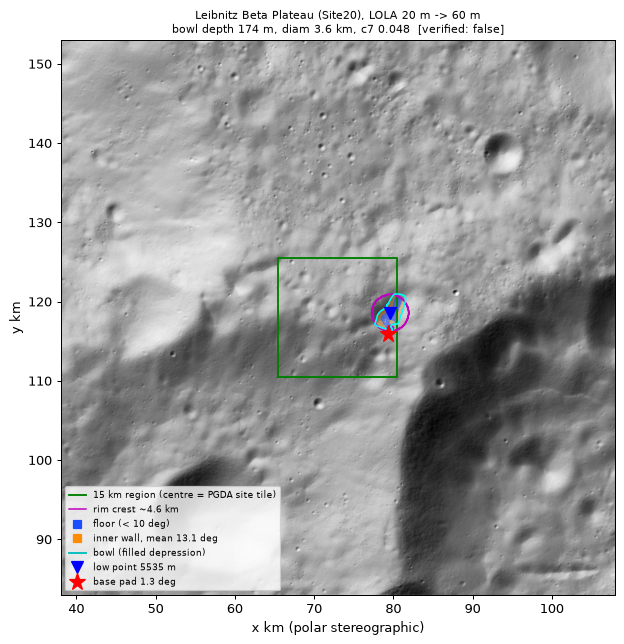 Leibnitz Beta Plateau (Site20), LOLA 20 m -> 60 m
bowl depth 174 m, diam 3.6 km, c7 0.048  [verified: false]
150
140
130
120
110
100
90
y km
15 km region (centre = PGDA site tile)
rim crest ~4.6 km
floor (< 10 deg)
inner wall, mean 13.1 deg
bowl (filled depression)
low point 5535 m
base pad 1.3 deg
40 50 60 70 80 90 100
x km (polar stereographic)